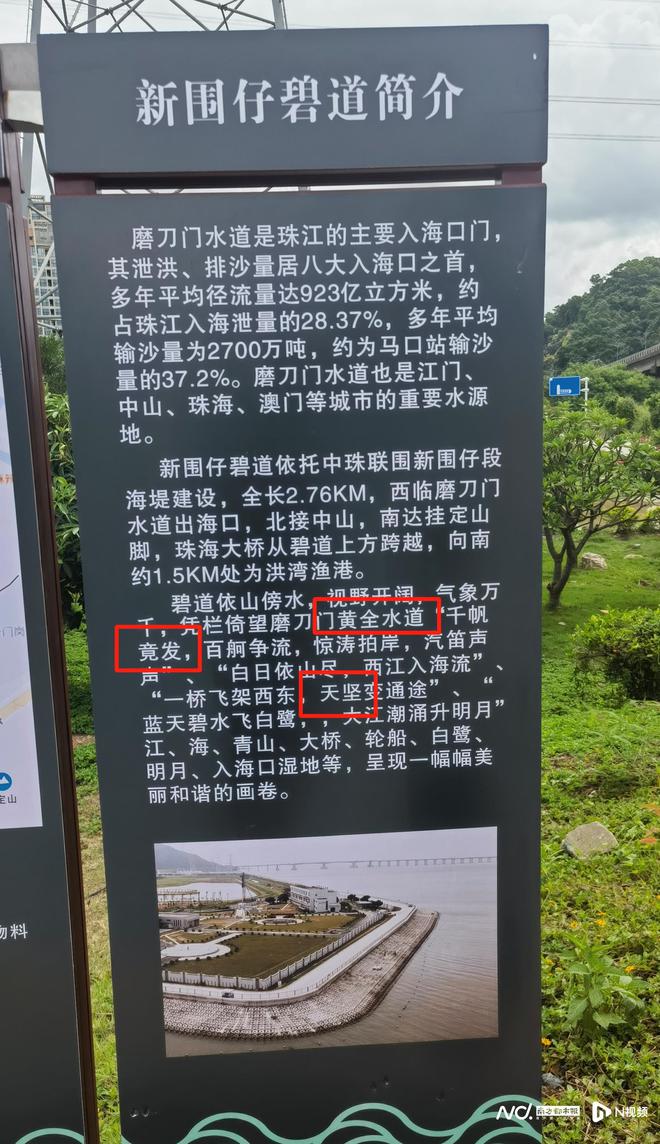 新围仔碧道简介
磨刀门水道是珠江的主要入海口门，
其泄洪、排沙量居八大入海口之首，
多年平均径流量达923亿立方米，约
占珠江入海泄量的28.37%，多年平均
输沙量为2700万吨，约为马口站输沙
量的37.2%。磨刀门水道也是江门、
中山、珠海、澳门等城市的重要水源
地。
新围仔碧道依托中珠联围新围仔段
海堤建设，全长2.76KM，西临磨刀门
水道出海口，北接中山，南达挂定山
脚，珠海大桥从碧道上方跨越，向南
约1.5KM处为洪湾渔港。
碧道依山傍水，视野开阔，气象万
千，凭栏倚望磨刀门黄全水道“千帆
竟发，百舸争流，惊涛拍岸，汽笛声
声”、“白日依山尽，西江入海流”、
“一桥飞架西东，天坚变通途”、“
蓝天碧水飞白鹭，，大江潮涌升明月”
江、海、青山、大桥、轮船、白鹭、
明月、入海口湿地等，呈现一幅幅美
丽和谐的画卷。
定山
物料
N视频